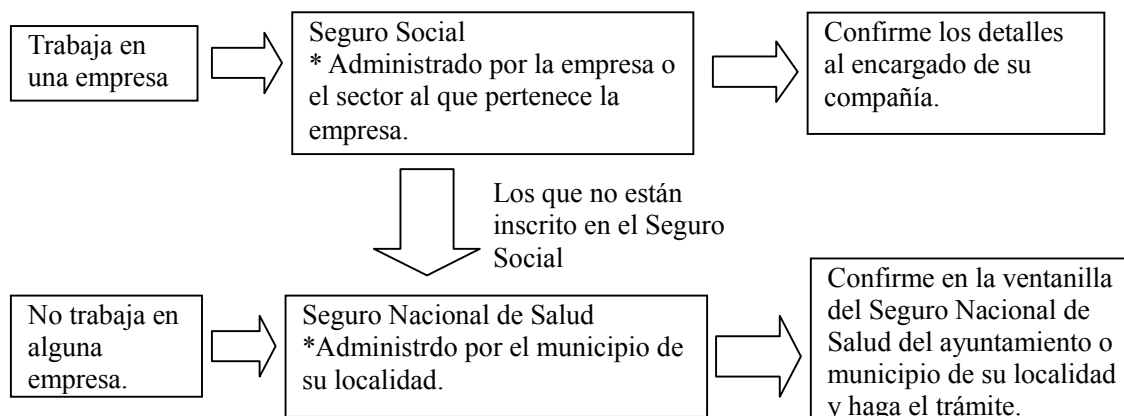 Trabaja en
una empresa
Seguro Social
* Administrado por la empresa o
el sector al que pertenece la
empresa.
Confirme los detalles
al encargado de su
compañía.
Los que no están
inscrito en el Seguro
Social
No trabaja en
alguna
empresa.
Seguro Nacional de Salud
*Administrdo por el municipio de
su localidad.
Confirme en la ventanilla
del Seguro Nacional de
Salud del ayuntamiento o
municipio de su localidad
y haga el trámite.